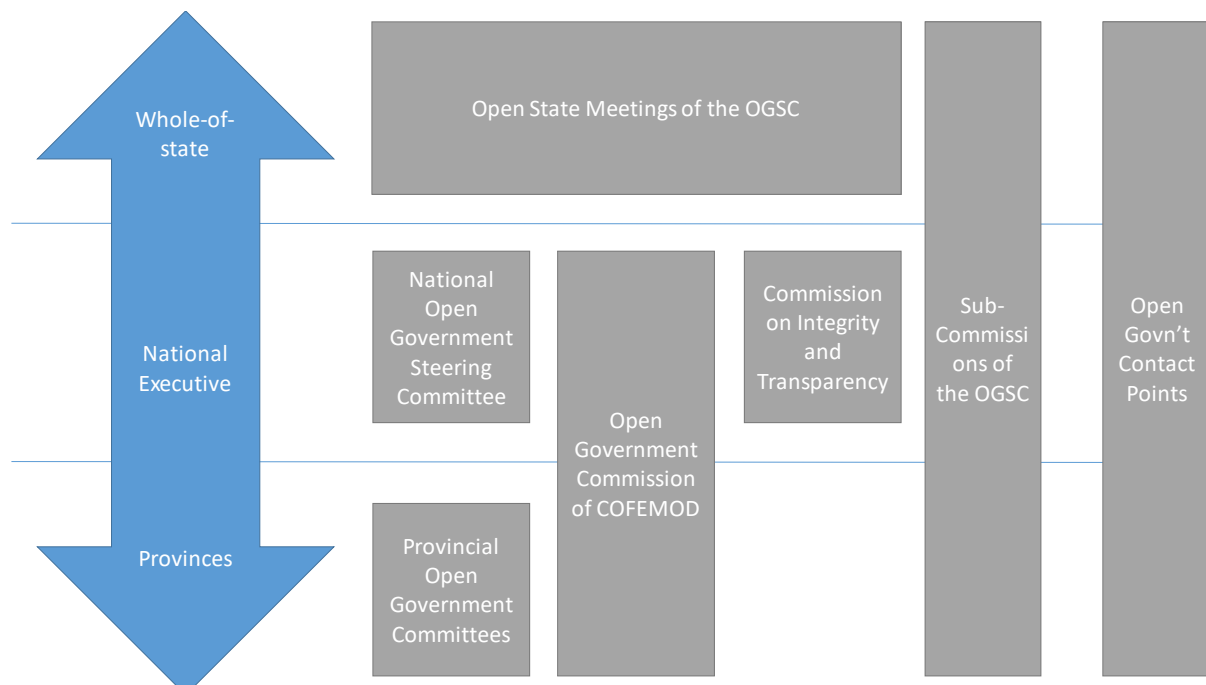 Whole-of-
state
Open State Meetings of the OGSC
National
Executive
National
Open
Government
Steering
Committee
Open
Government
Commission
of COFEMOD
Commission
on Integrity
and
Transparency
Sub-
Commissi
ons of
the OGSC
Open
Govn’t
Contact
Points
Provinces
Provincial
Open
Government
Committees